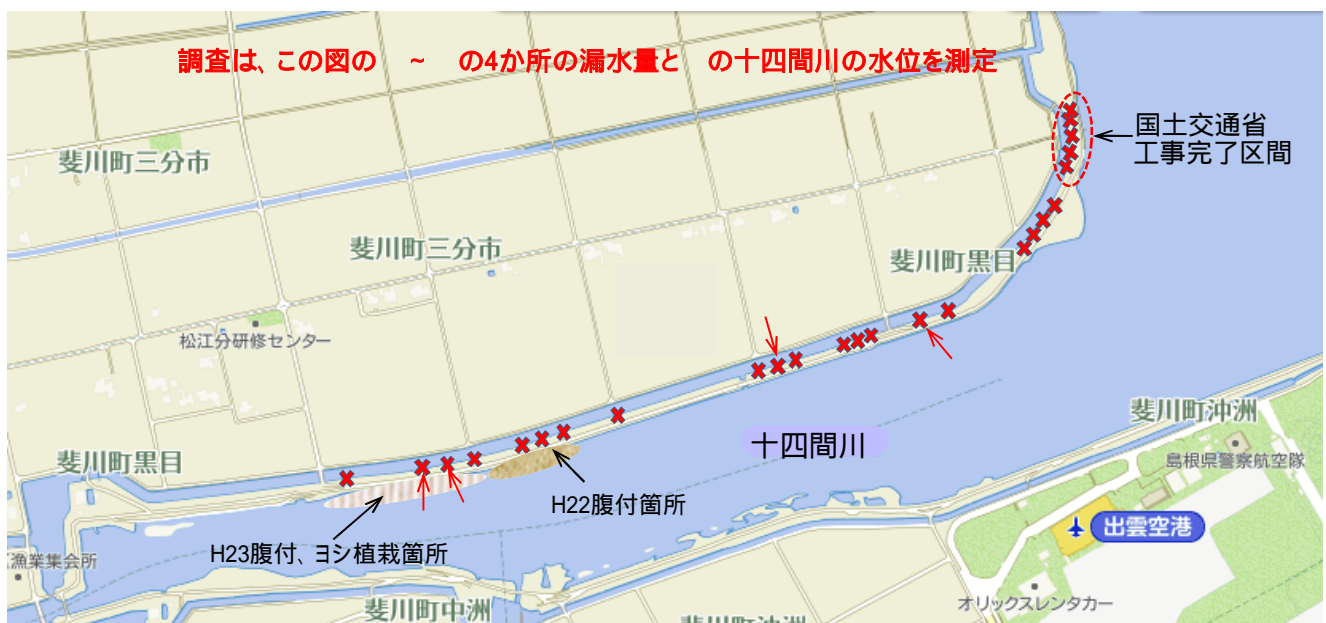 調査は、この図の ~ の4か所の漏水量と の十四間川の水位を測定
国土交通省
工事完了区間
斐川町三分市
斐川町三分市
斐川町黒目
松江分研修センター
斐川町沖洲
十四間川
斐川町黒目
島根県警察航空隊
H22腹付箇所
出雲空港
H23腹付、ヨシ植栽箇所
漁業集会所
オリックスレンタカー
斐川町中洲
斐川町沖洲